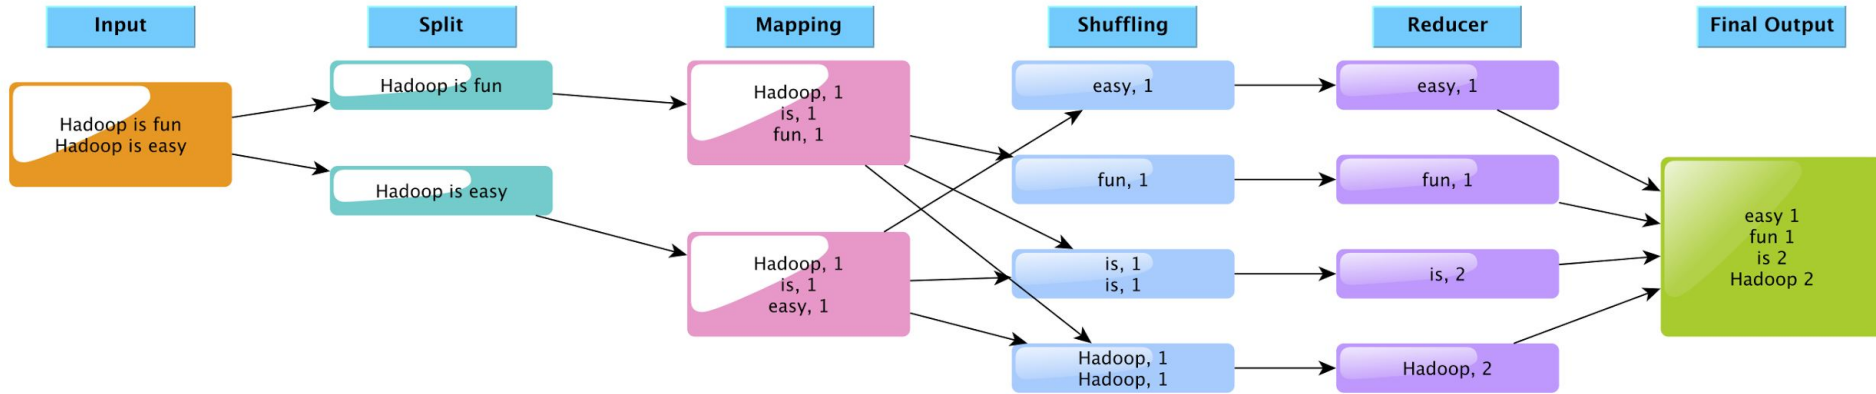 Input
Split
Mapping
Shuffling
Reducer
Final Output
Hadoop is fun
Hadoop is easy
Hadoop is fun
Hadoop is easy
Hadoop, 1
is, 1
fun, 1
Hadoop, 1
is, 1
easy, 1
easy, 1
fun, 1
is, 1
is, 1
Hadoop, 1
Hadoop, 1
easy, 1
fun, 1
is, 2
Hadoop, 2
easy 1
fun 1
is 2
Hadoop 2